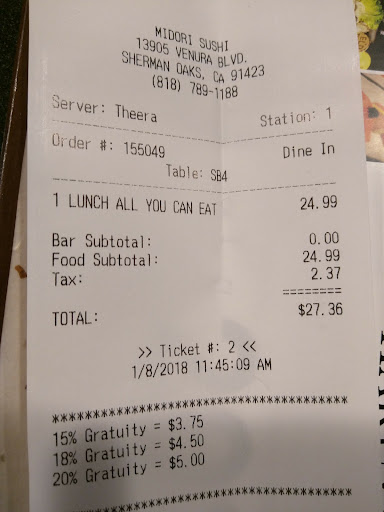 MIDORI SUSHI
13905 VENURA BLVD.
SHERMAN OAKS, CA 91423
(818) 789-1188
Server: Theera Station: 1
Order #: 155049 Dine In
Table: SB4
1 LUNCH ALL YOU CAN EAT 24.99
Bar Subtotal: 0.00
Food Subtotal: 24.99
Tax: 2.37
========
TOTAL: $27.36
>> Ticket #: 2 <<
1/8/2018 11:45:09 AM
****************************************
15% Gratuity = $3.75
18% Gratuity = $4.50
20% Gratuity = $5.00
****************************************